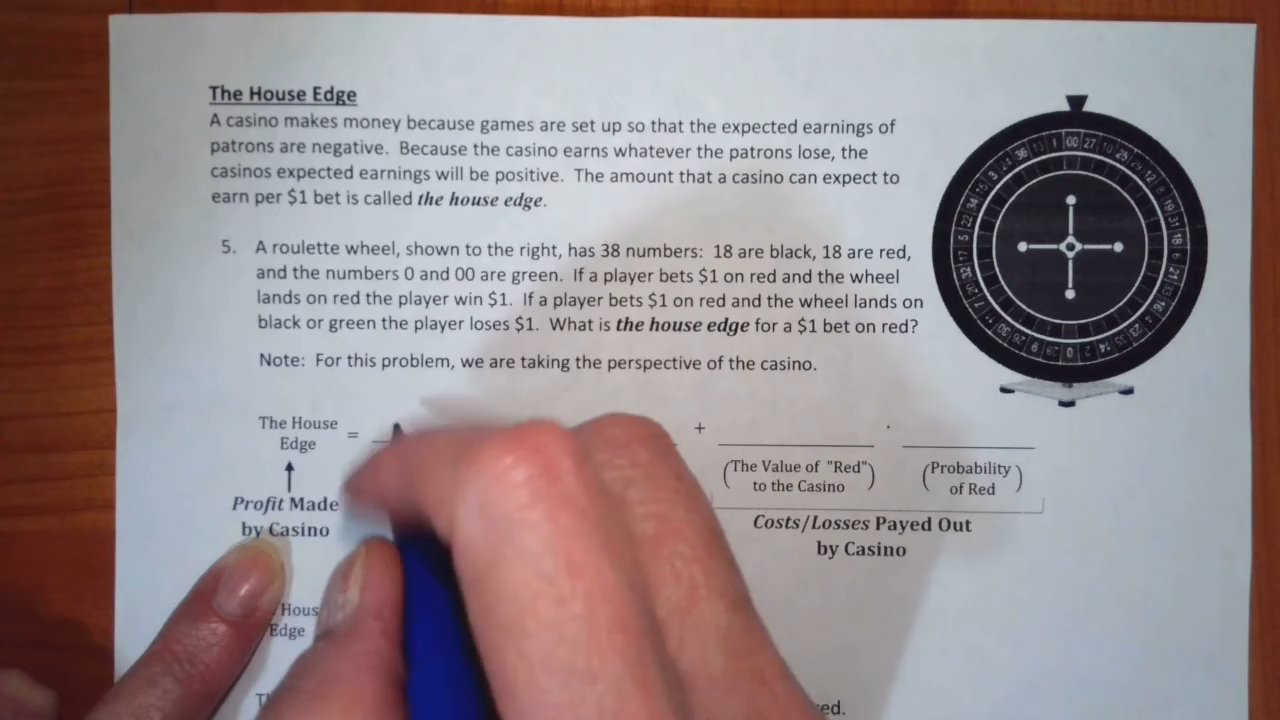 The House Edge
A casino makes money because games are set up so that the expected earnings of
patrons are negative. Because the casino earns whatever the patrons lose, the
casinos expected earnings will be positive. The amount that a casino can expect to
earn per $1 bet is called the house edge.
5. A roulette wheel, shown to the right, has 38 numbers: 18 are black, 18 are red,
and the numbers 0 and 00 are green. If a player bets $1 on red and the wheel
lands on red the player win $1. If a player bets $1 on red and the wheel lands on
black or green the player loses $1. What is the house edge for a $1 bet on red?
Note: For this problem, we are taking the perspective of the casino.
The House
Edge
=
+
·
(The Value of "Red"
to the Casino)
(Probability
of Red)
Profit Made
by Casino
Costs/Losses Payed Out
by Casino
Hous
Edge
ed.